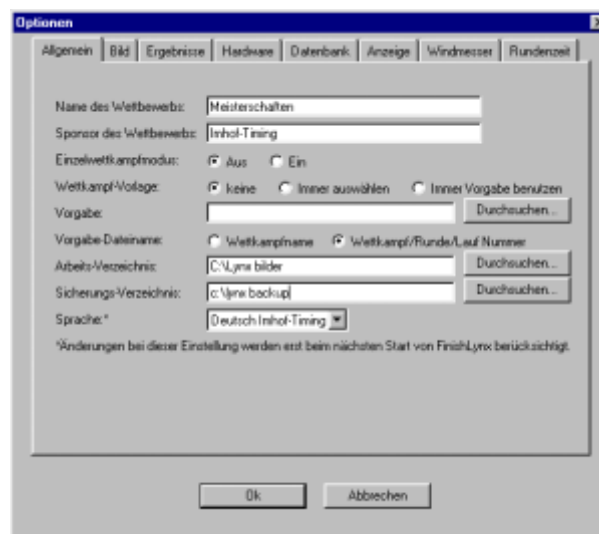 Optionen
Allgemein Bild Ergebnisse Hardware Datenbank Anzeige Windmesser Rundenzeit
Name des Wettbewerbs: Meisterschaften
Sponsor des Wettbewerbs: Imhof-Timing
Einzelwettkampfmodus: Aus Ein
Wettkampf-Vorlage: keine Immer auswählen Immer Vorgabe benutzen
Vorgabe: Durchsuchen...
Vorgabe-Dateiname: Wettkampfname Wettkampf/Runde/Lauf Nummer
Arbeits-Verzeichnis: C:\Lynx bilder Durchsuchen...
Sicherungs-Verzeichnis: c:\lynx backup Durchsuchen...
Sprache:* Deutsch Imhof-Timing
*Änderungen bei dieser Einstellung werden erst beim nächsten Start von FinishLynx berücksichtigt.
Ok Abbrechen